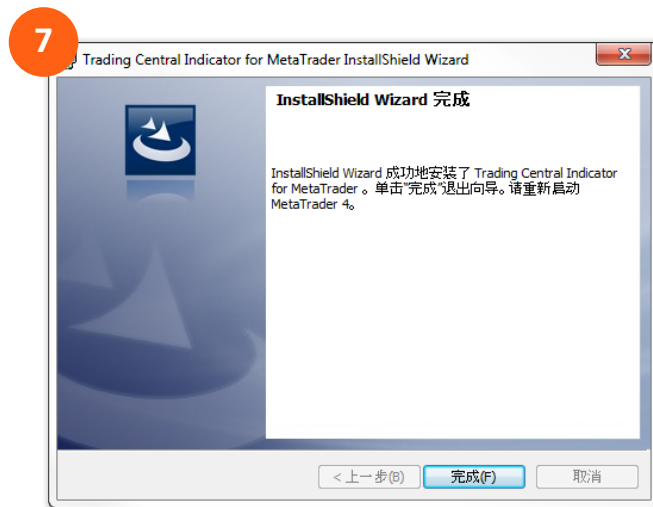 7
Trading Central Indicator for MetaTrader InstallShield Wizard
InstallShield Wizard 完成
InstallShield Wizard 成功地安装了 Trading Central Indicator
for MetaTrader 。单击"完成"退出向导。请重新启动
MetaTrader 4。
< 上一步(B) 完成(F) 取消